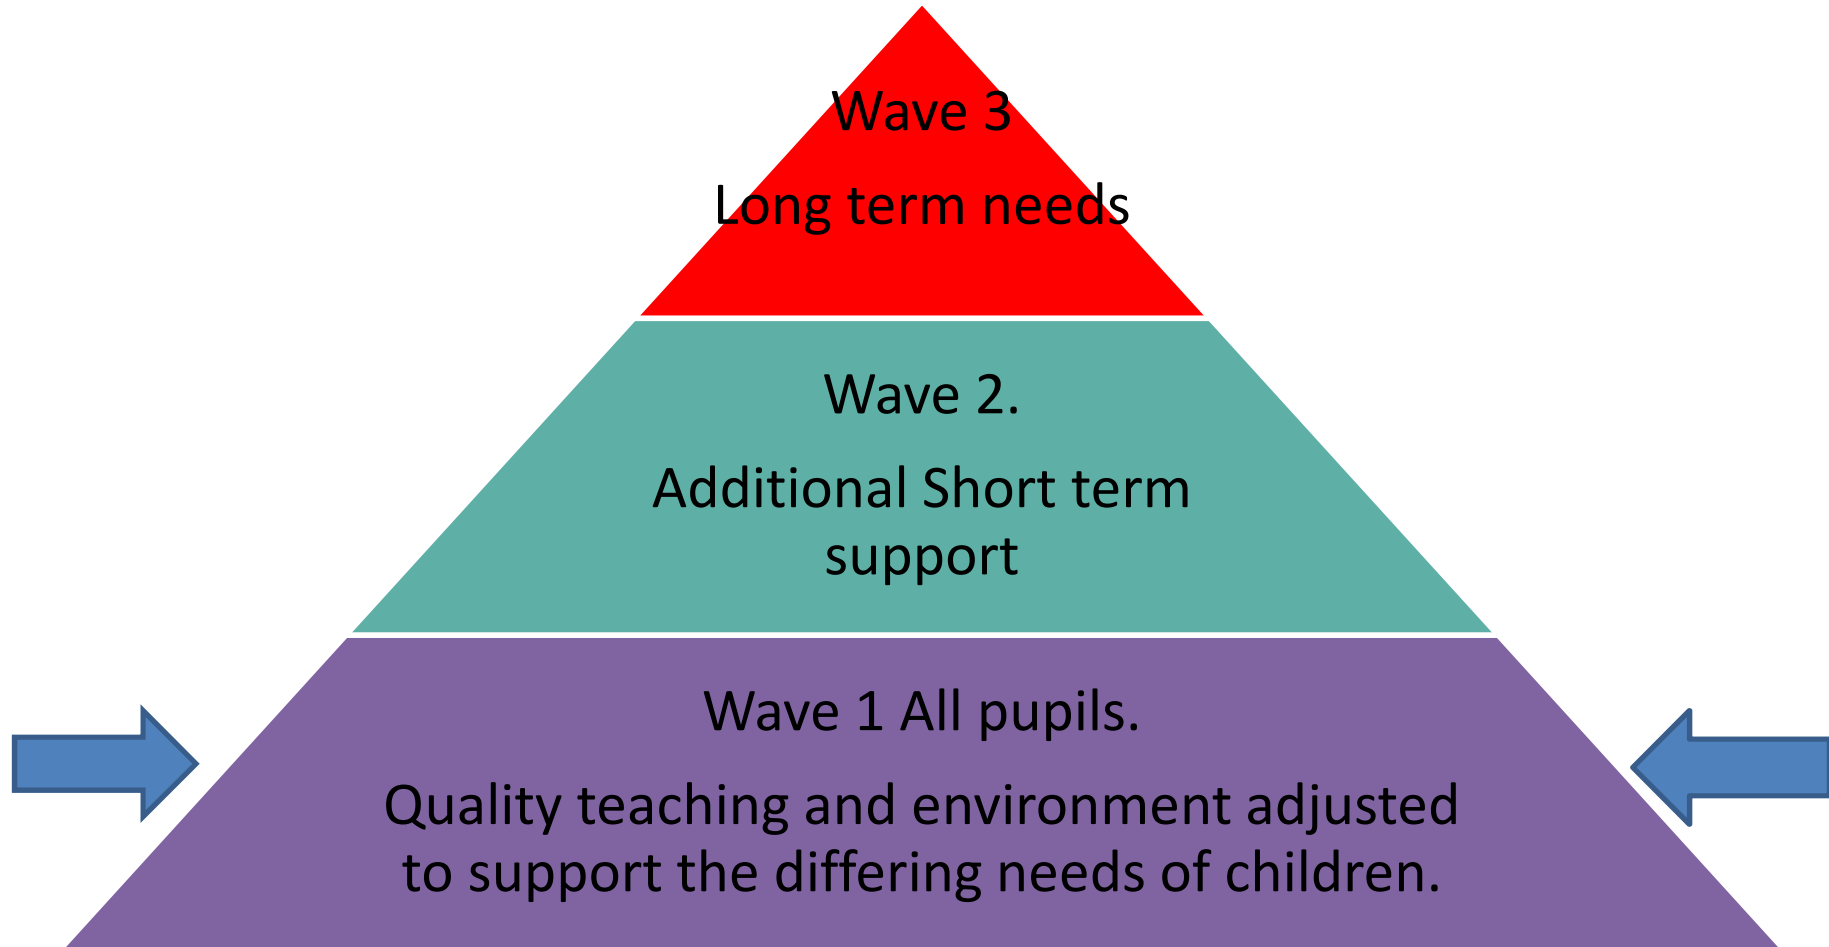 Wave 3
Long term needs
Wave 2.
Additional Short term
support
Wave 1 All pupils.
Quality teaching and environment adjusted
to support the differing needs of children.